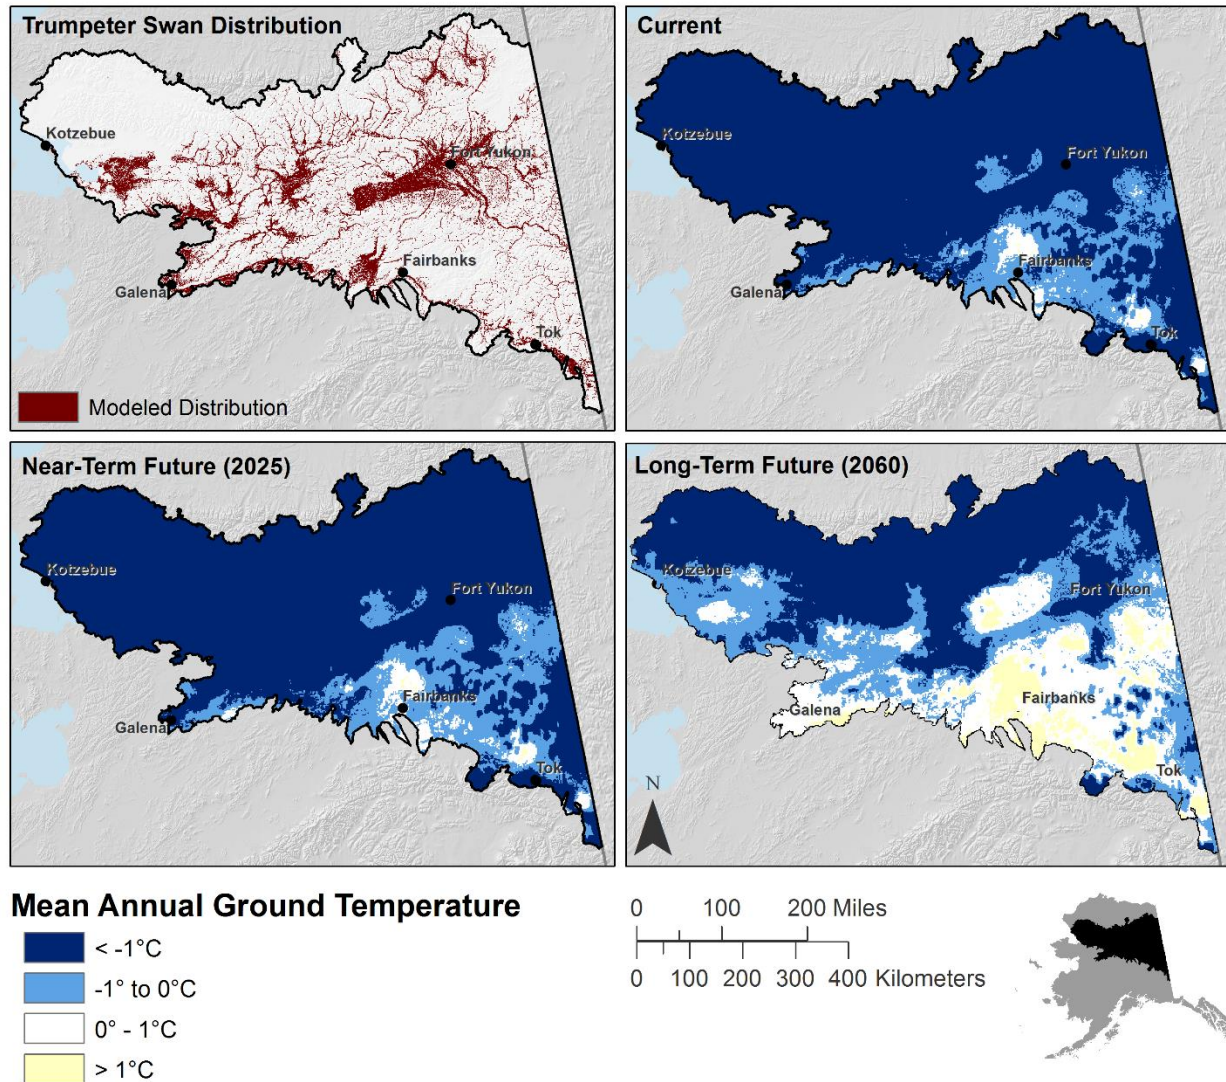 Trumpeter Swan Distribution
Kotzebue
Fort Yukon
Fairbanks
Galena
Tok
Modeled Distribution
Current
Kotzebue
Fort Yukon
Fairbanks
Galena
Tok
Near-Term Future (2025)
Kotzebue
Fort Yukon
Fairbanks
Galena
Tok
Long-Term Future (2060)
Kotzebue
Fort Yukon
Fairbanks
Galena
Tok
N
Mean Annual Ground Temperature
< -1°C
-1° to 0°C
0° - 1°C
> 1°C
0 100 200 Miles
0 100 200 300 400 Kilometers